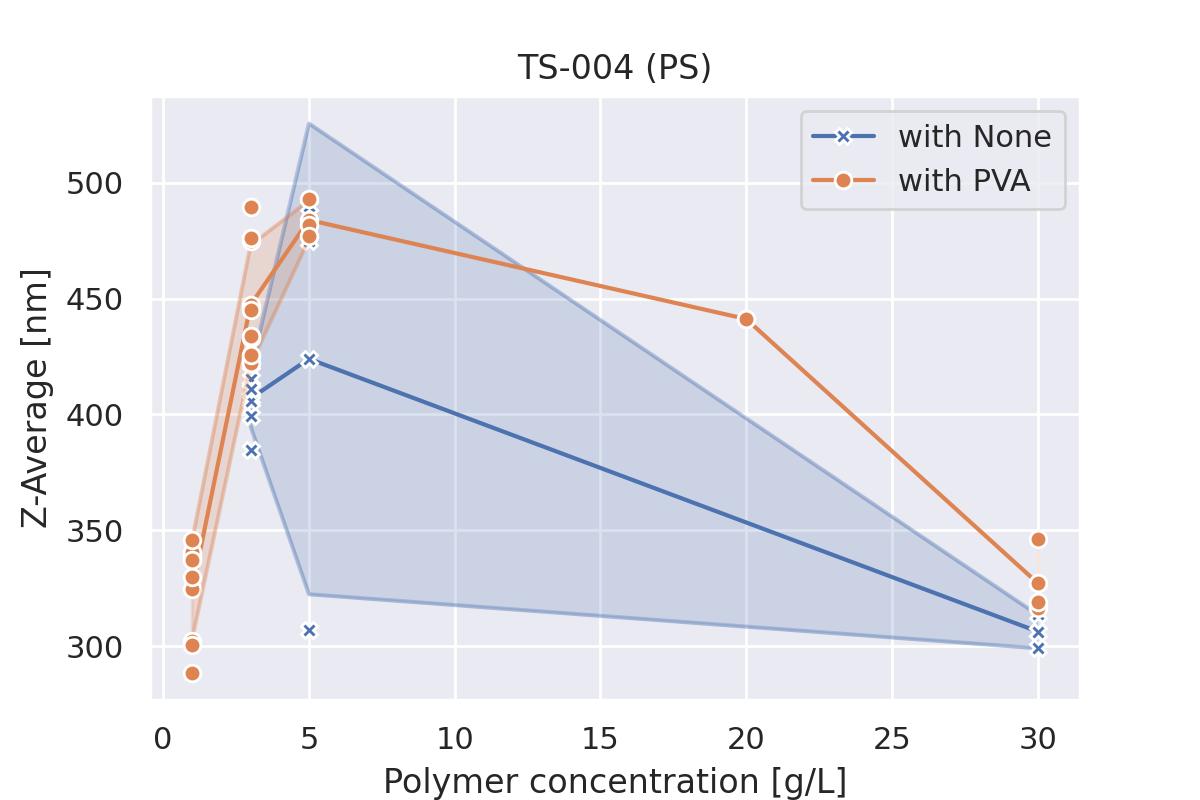 TS-004 (PS)
with None
with PVA
500
450
400
350
300
Z-Average [nm]
0 5 10 15 20 25 30
Polymer concentration [g/L]